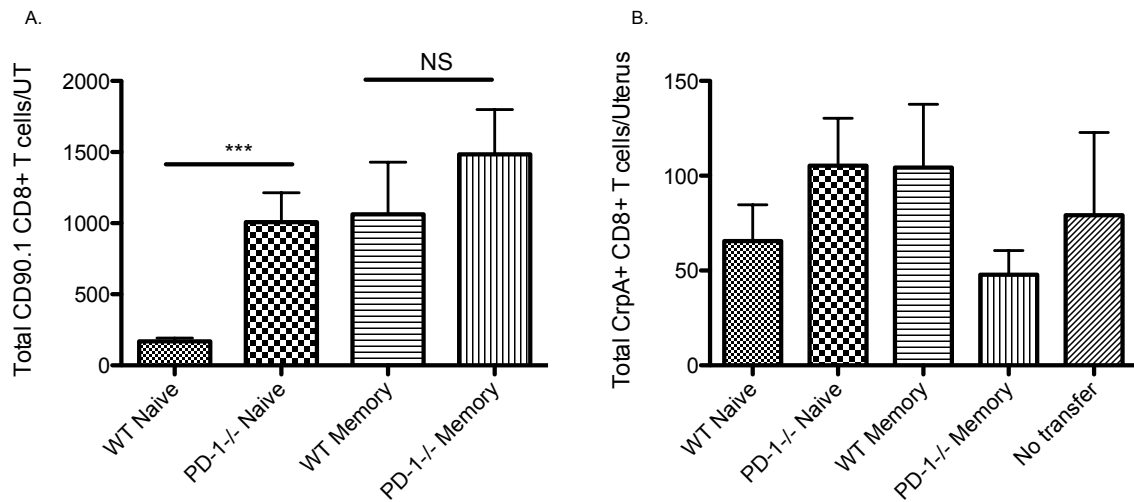 A.
Total CD90.1 CD8+ T cells/UT
2000
1500
1000
500
0
***
NS
WT Naive
PD-1-/- Naive
WT Memory
PD-1-/- Memory
B.
Total CrpA+ CD8+ T cells/Uterus
150
100
50
0
WT Naive
PD-1-/- Naive
WT Memory
PD-1-/- Memory
No transfer